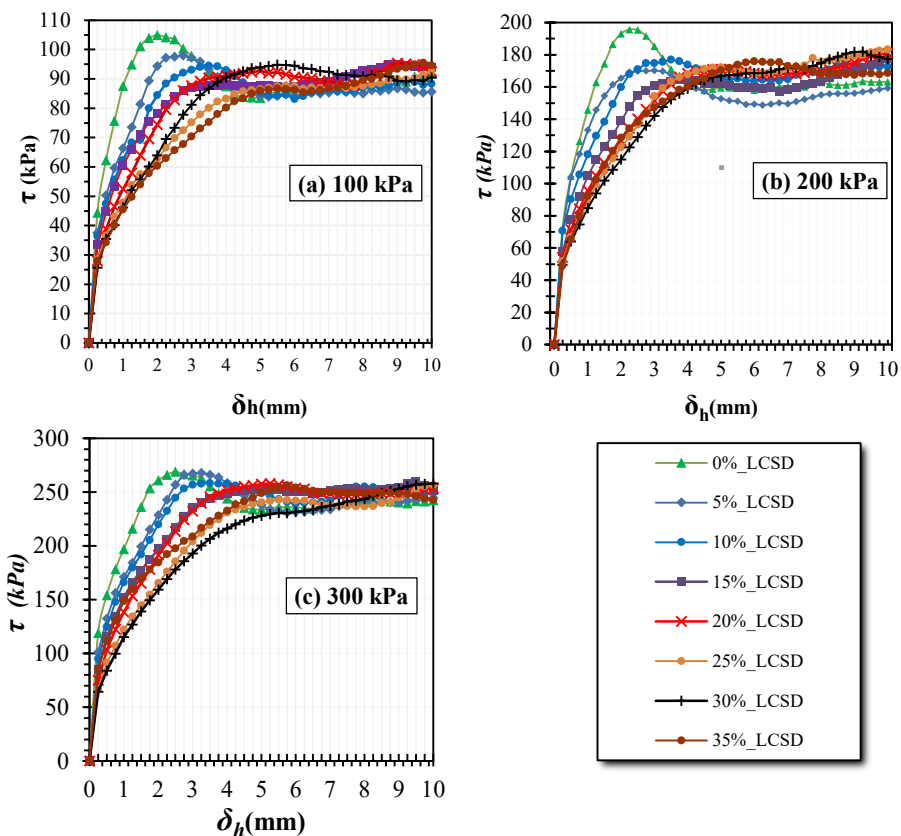 110
100
90
80
70
60
50
40
30
20
10
0
τ (kPa)
(a) 100 kPa
0 1 2 3 4 5 6 7 8 9 10
δh(mm)
200
180
160
140
120
100
80
60
40
20
0
τ (kPa)
(b) 200 kPa
0 1 2 3 4 5 6 7 8 9 10
δh(mm)
300
250
200
150
100
50
0
τ (kPa)
(c) 300 kPa
0 1 2 3 4 5 6 7 8 9 10
δh(mm)
0%_LCSD
5%_LCSD
10%_LCSD
15%_LCSD
20%_LCSD
25%_LCSD
30%_LCSD
35%_LCSD